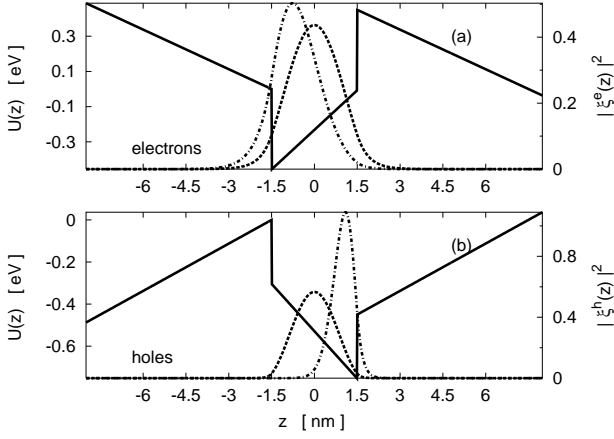 0.3
0.1
-0.1
-0.3
U(z) [ eV ]
(a)
electrons
0.4
0.2
0
| ξᵉ(z) |²
-6 -4.5 -3 -1.5 0 1.5 3 4.5 6
0
-0.2
-0.4
-0.6
U(z) [ eV ]
(b)
holes
0.8
0.4
0
| ξʰ(z) |²
-6 -4.5 -3 -1.5 0 1.5 3 4.5 6
z [ nm ]